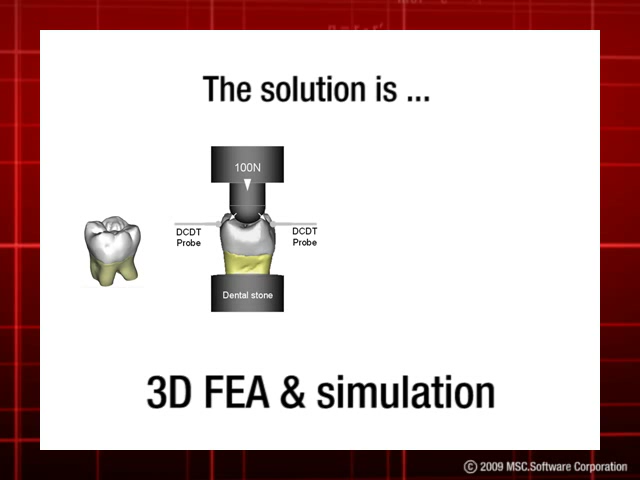 The solution is ...
100N
DCDT
Probe
DCDT
Probe
Dental stone
3D FEA & simulation
© 2009 MSC.Software Corporation